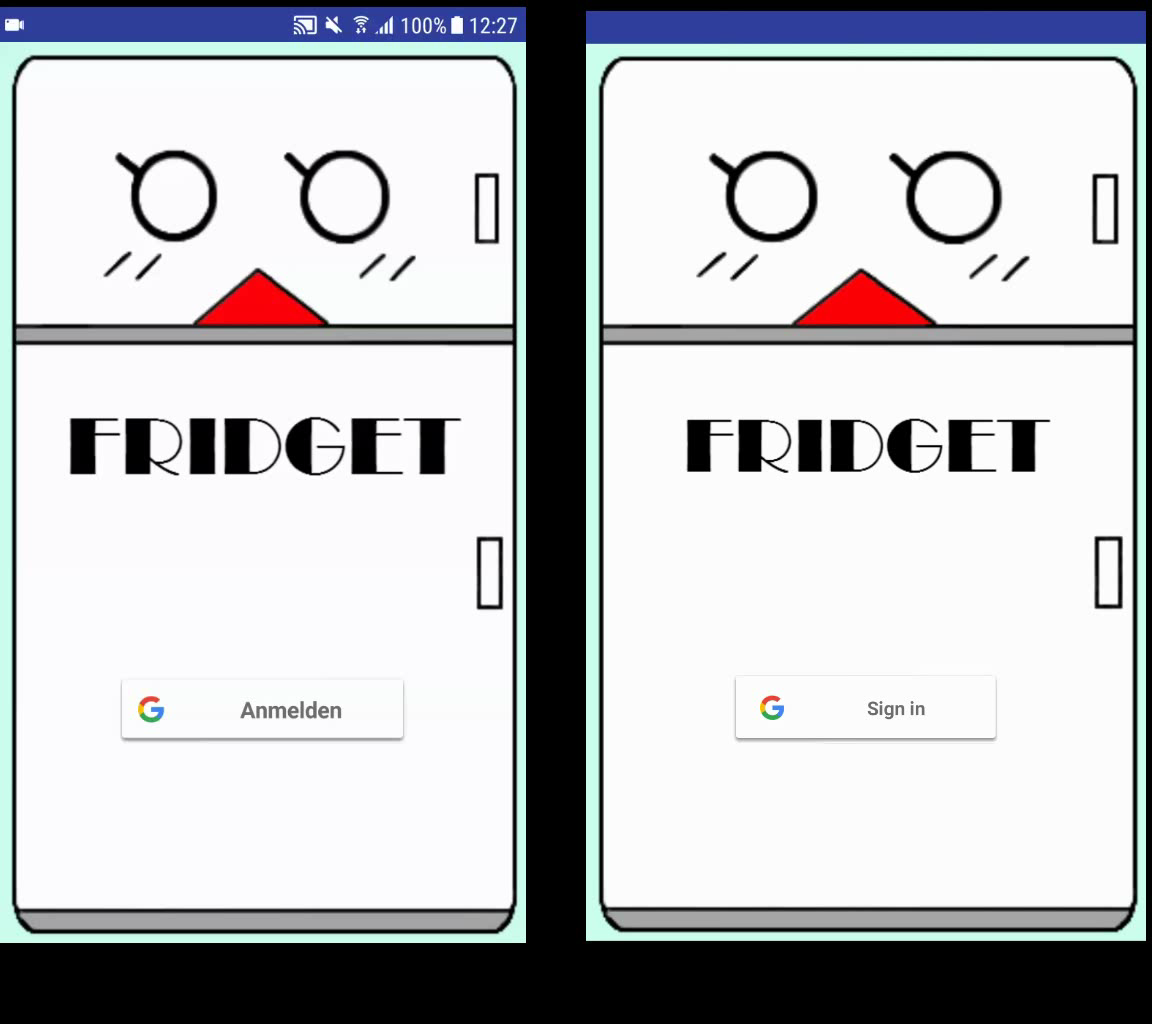 100% 12:27
FRIDGET
Anmelden
FRIDGET
Sign in